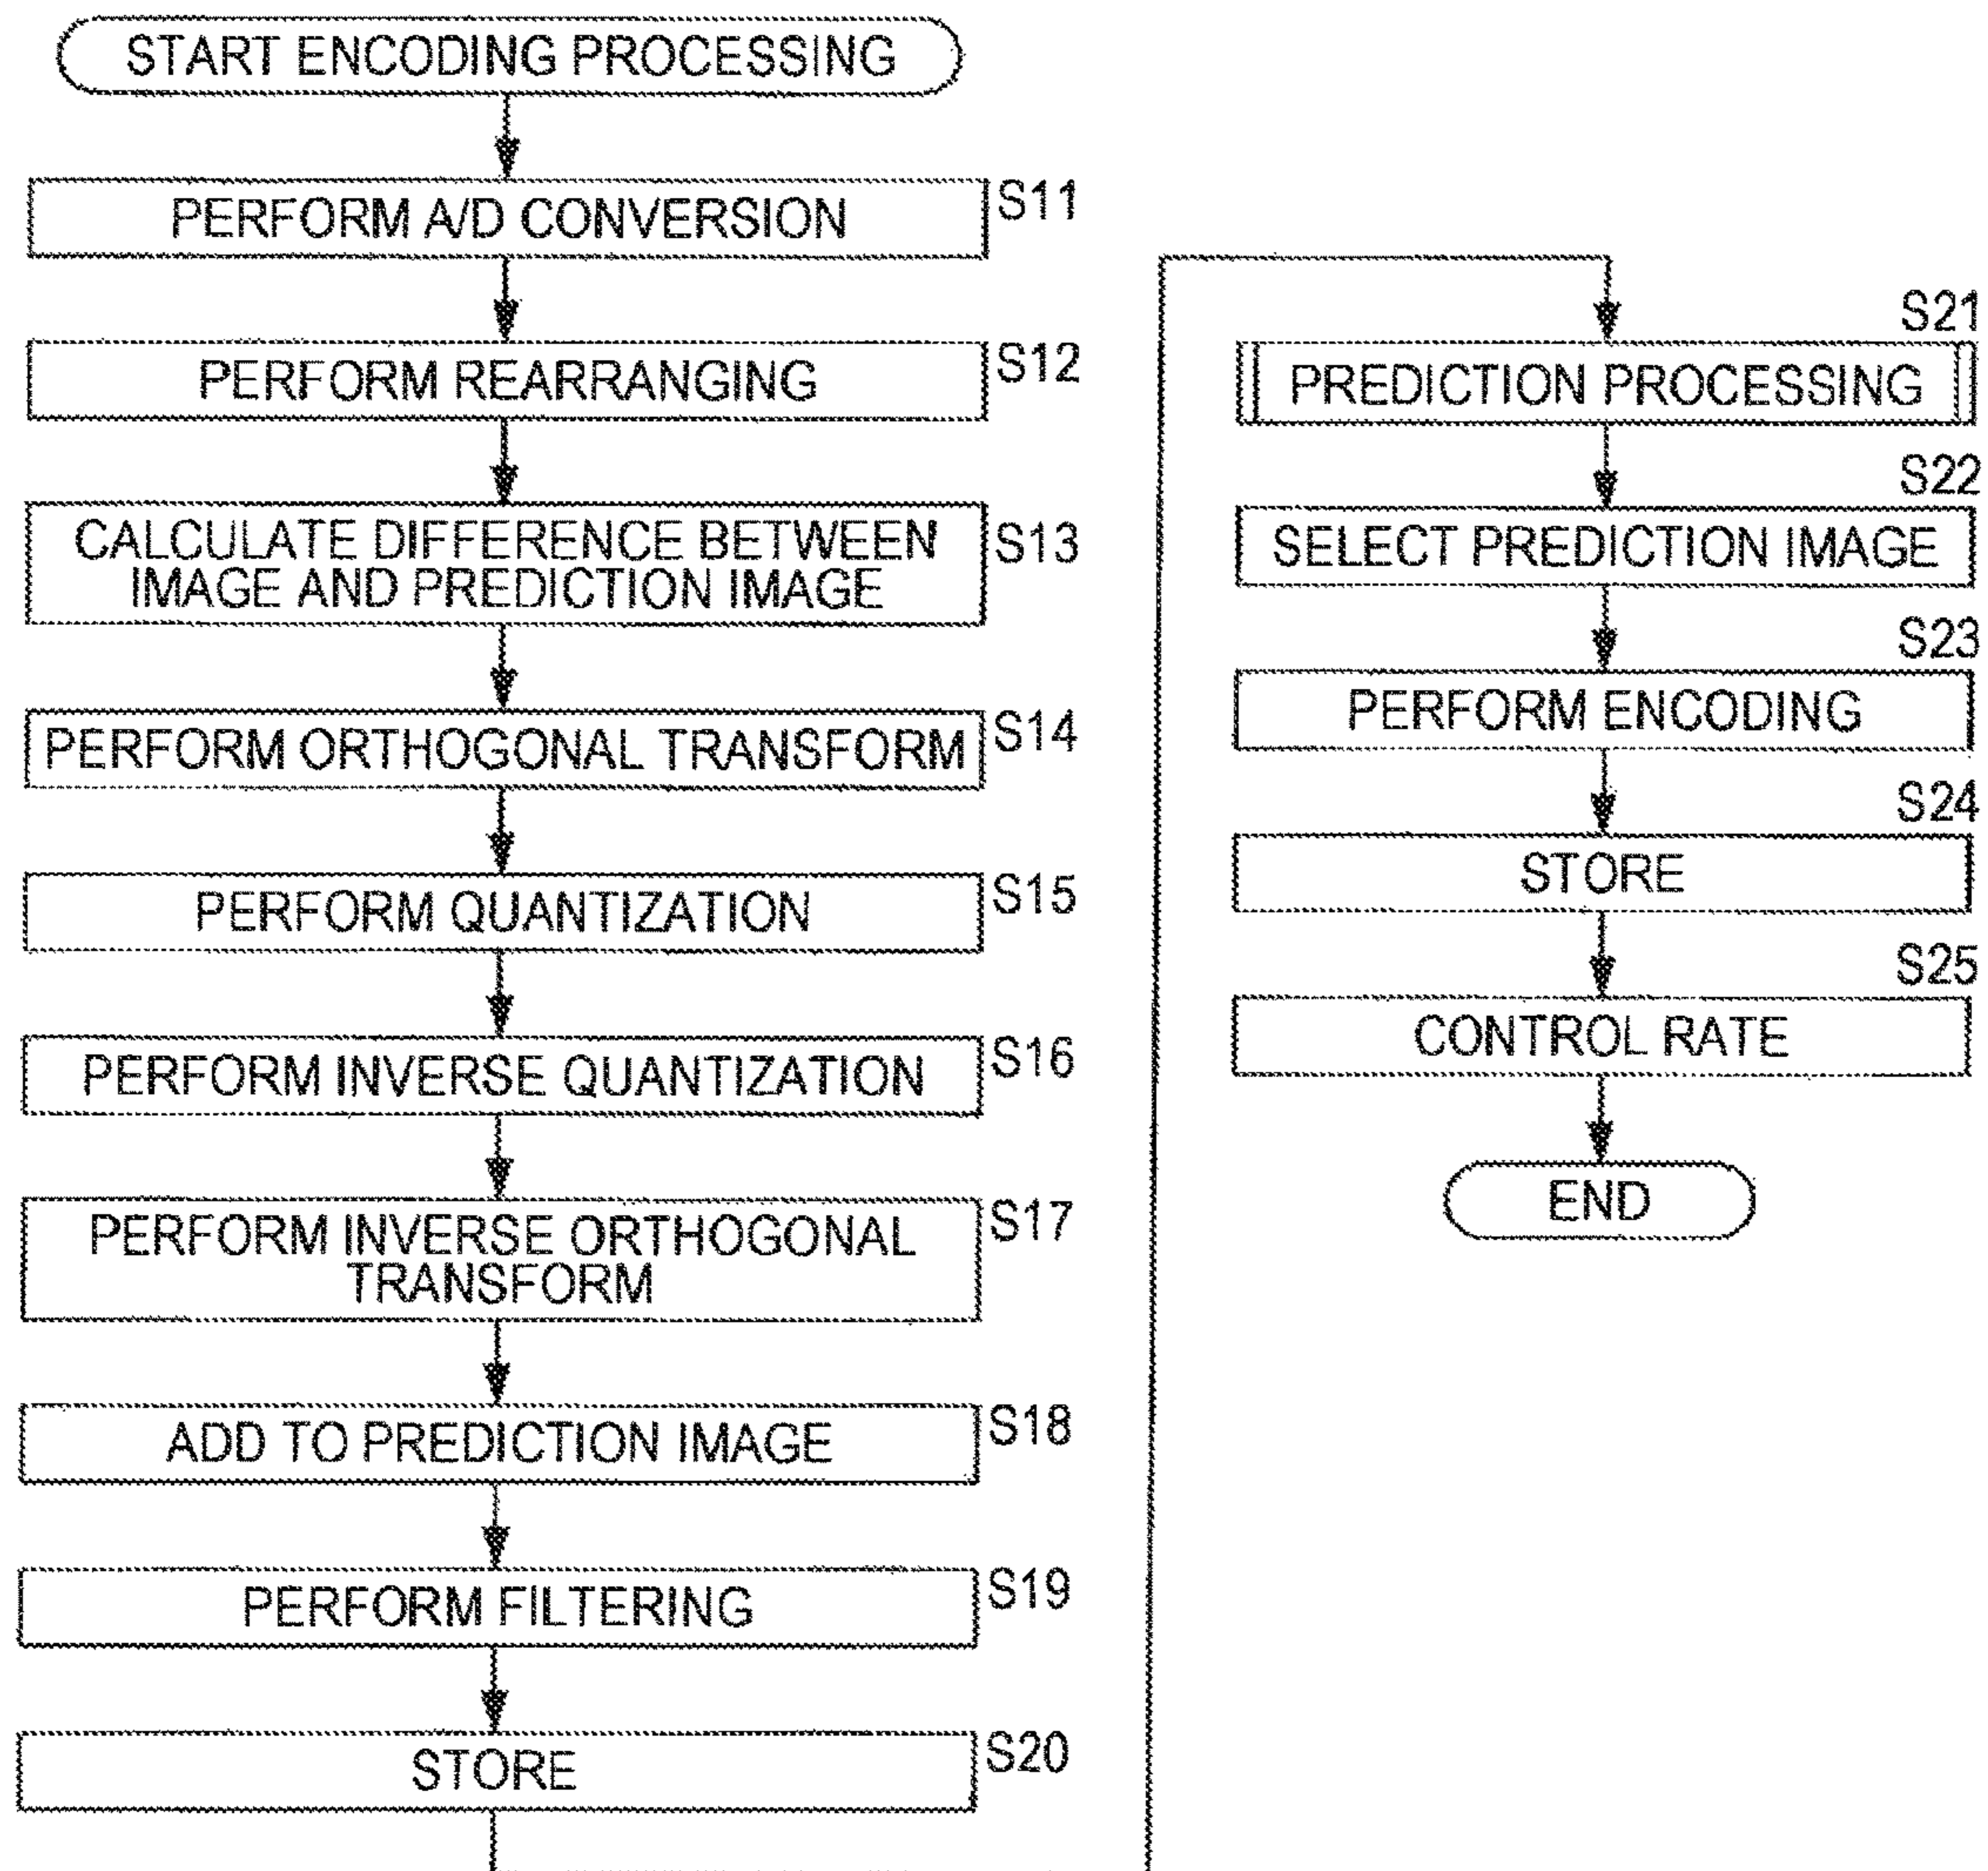 START ENCODING PROCESSING
PERFORM A/D CONVERSION
S11
PERFORM REARRANGING
S12
CALCULATE DIFFERENCE BETWEEN
IMAGE AND PREDICTION IMAGE
S13
PERFORM ORTHOGONAL TRANSFORM
S14
PERFORM QUANTIZATION
S15
PERFORM INVERSE QUANTIZATION
S16
PERFORM INVERSE ORTHOGONAL
TRANSFORM
S17
ADD TO PREDICTION IMAGE
S18
PERFORM FILTERING
S19
STORE
S20
S21
PREDICTION PROCESSING
S22
SELECT PREDICTION IMAGE
S23
PERFORM ENCODING
S24
STORE
S25
CONTROL RATE
END